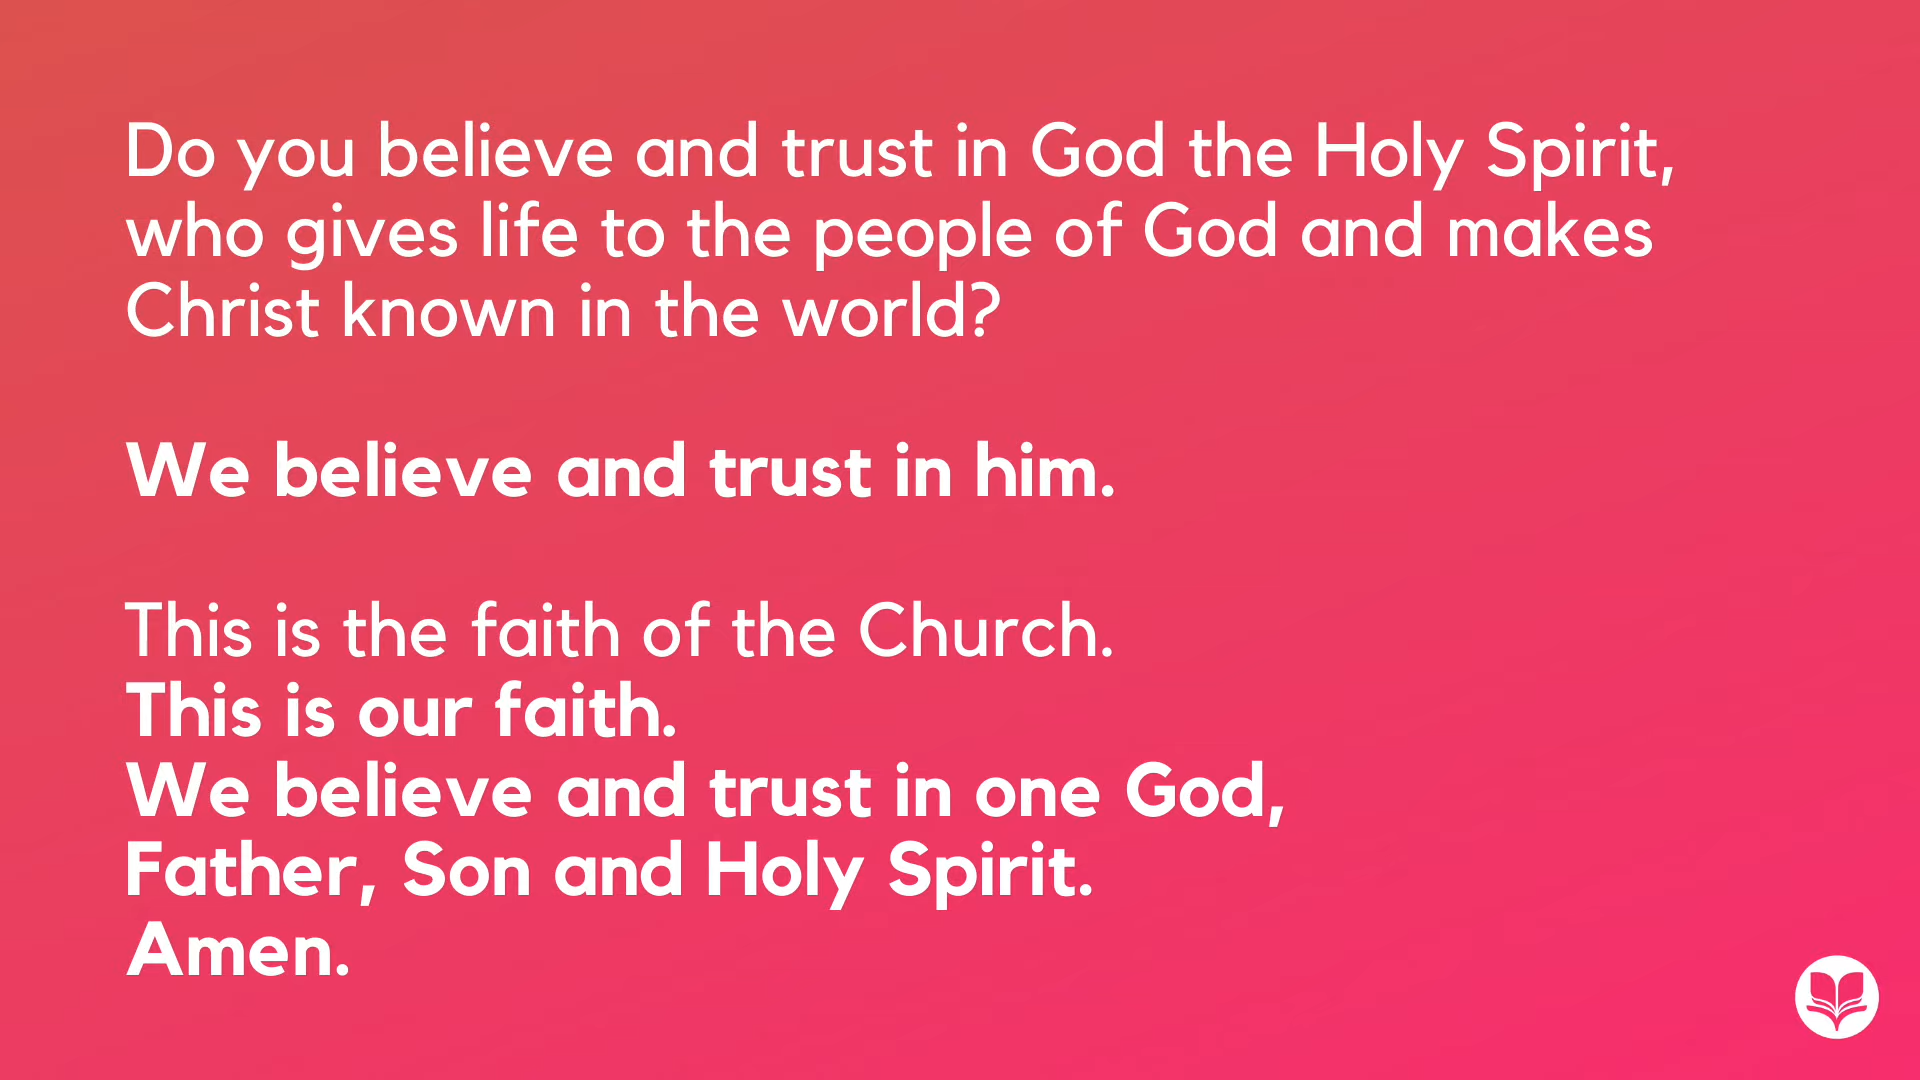 Do you believe and trust in God the Holy Spirit,
who gives life to the people of God and makes
Christ known in the world?
We believe and trust in him.
This is the faith of the Church.
This is our faith.
We believe and trust in one God,
Father, Son and Holy Spirit.
Amen.